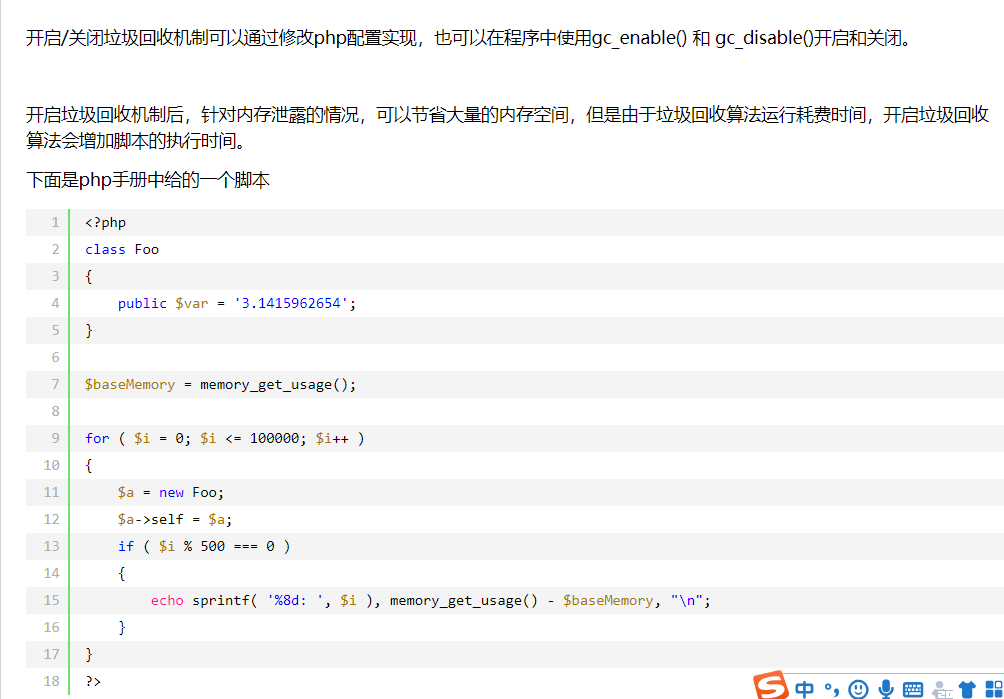 开启/关闭垃圾回收机制可以通过修改php配置实现，也可以在程序中使用gc_enable() 和 gc_disable()开启和关闭。
开启垃圾回收机制后，针对内存泄露的情况，可以节省大量的内存空间，但是由于垃圾回收算法运行耗费时间，开启垃圾回收
算法会增加脚本的执行时间。
下面是php手册中给的一个脚本
1 <?php
2 class Foo
3 {
4     public $var = '3.1415962654';
5 }
6
7 $baseMemory = memory_get_usage();
8
9 for ( $i = 0; $i <= 100000; $i++ )
10 {
11     $a = new Foo;
12     $a->self = $a;
13     if ( $i % 500 === 0 )
14     {
15         echo sprintf( '%8d: ', $i ), memory_get_usage() - $baseMemory, "\n";
16     }
17 }
18 ?>
S 中 °,